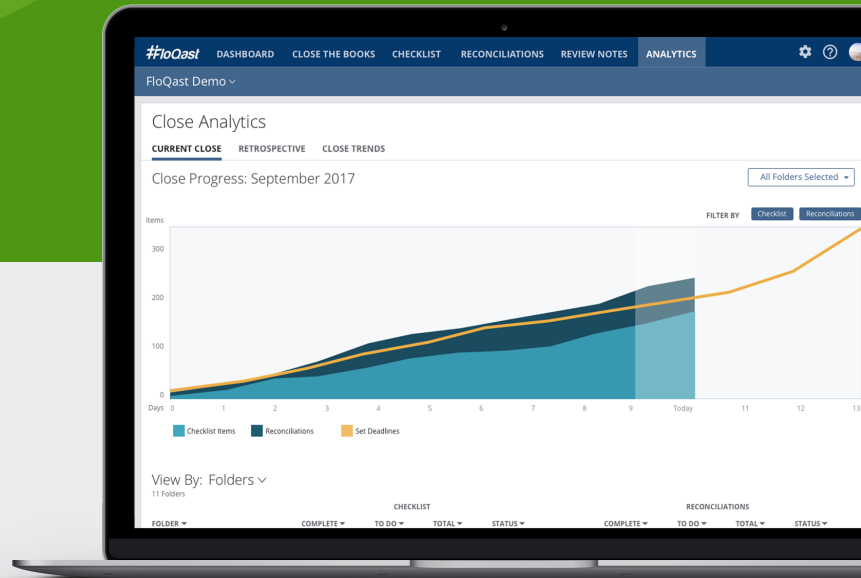 FloQast DASHBOARD CLOSE THE BOOKS CHECKLIST RECONCILIATIONS REVIEW NOTES ANALYTICS
FloQast Demo
Close Analytics
CURRENT CLOSE RETROSPECTIVE CLOSE TRENDS
Close Progress: September 2017
All Folders Selected
FILTER BY Checklist Reconciliations
Items
300
200
100
0
Days 0 1 2 3 4 5 6 7 8 9 Today 11 12 13
Checklist Items Reconciliations Set Deadlines
View By: Folders
11 Folders
CHECKLIST RECONCILIATIONS
FOLDER COMPLETE TO DO TOTAL STATUS COMPLETE TO DO TOTAL STATUS